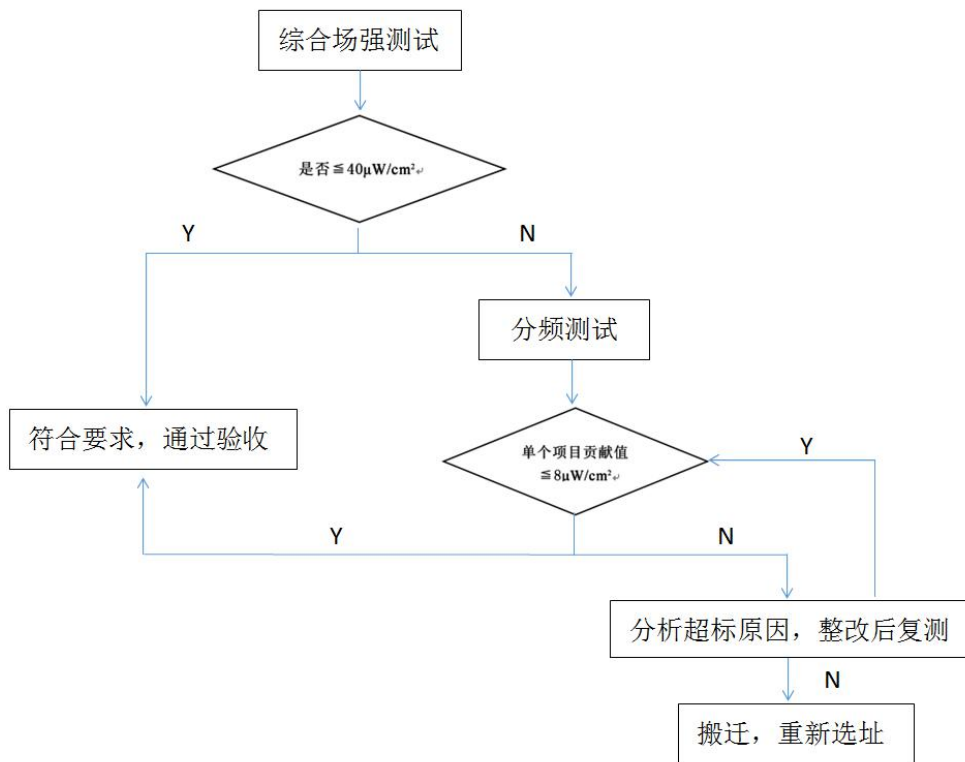 综合场强测试
是否≦40μW/cm²↵
Y
N
分频测试
符合要求，通过验收
单个项目贡献值
≦8μW/cm²↵
Y
Y
N
分析超标原因，整改后复测
N
搬迁，重新选址